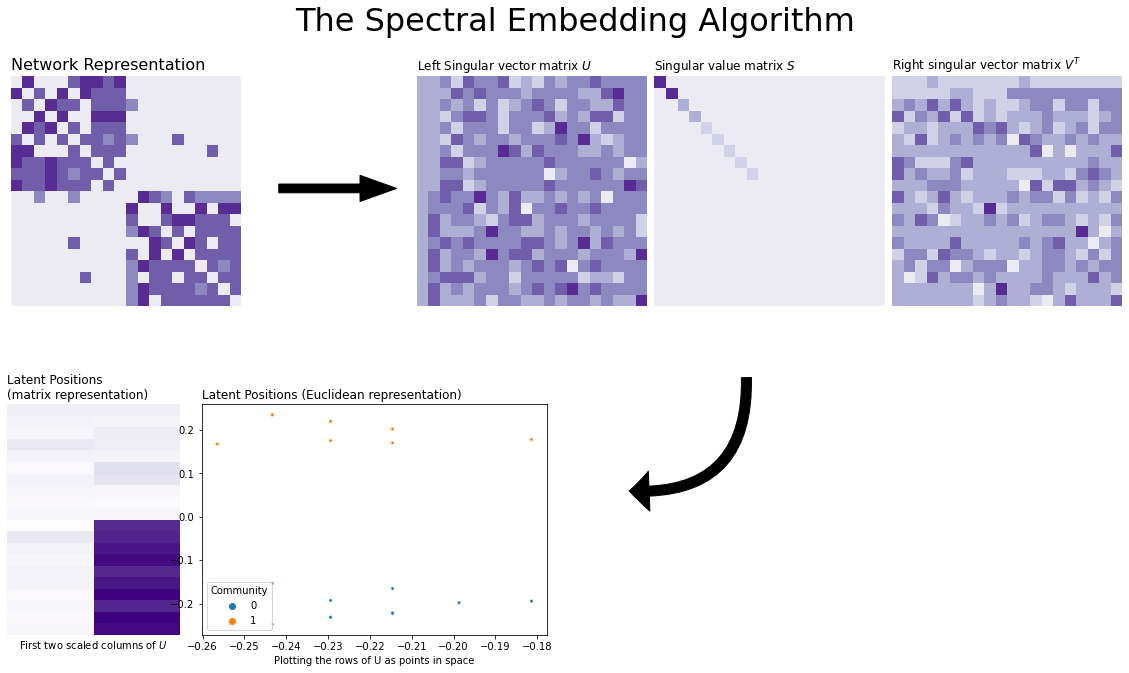 The Spectral Embedding Algorithm
Network Representation
Left Singular vector matrix U
Singular value matrix S
Right singular vector matrix V^T
Latent Positions
(matrix representation)
First two scaled columns of U
Latent Positions (Euclidean representation)
0.2
0.1
0.0
−0.1
−0.2
Community
0
1
−0.26 −0.25 −0.24 −0.23 −0.22 −0.21 −0.20 −0.19 −0.18
Plotting the rows of U as points in space